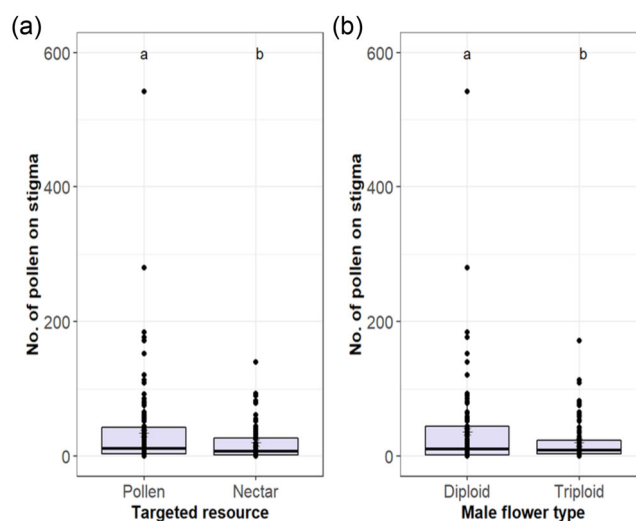 (a)
No. of pollen on stigma
600
400
200
0
a b
Pollen Nectar
Targeted resource
(b)
No. of pollen on stigma
600
400
200
0
a b
Diploid Triploid
Male flower type